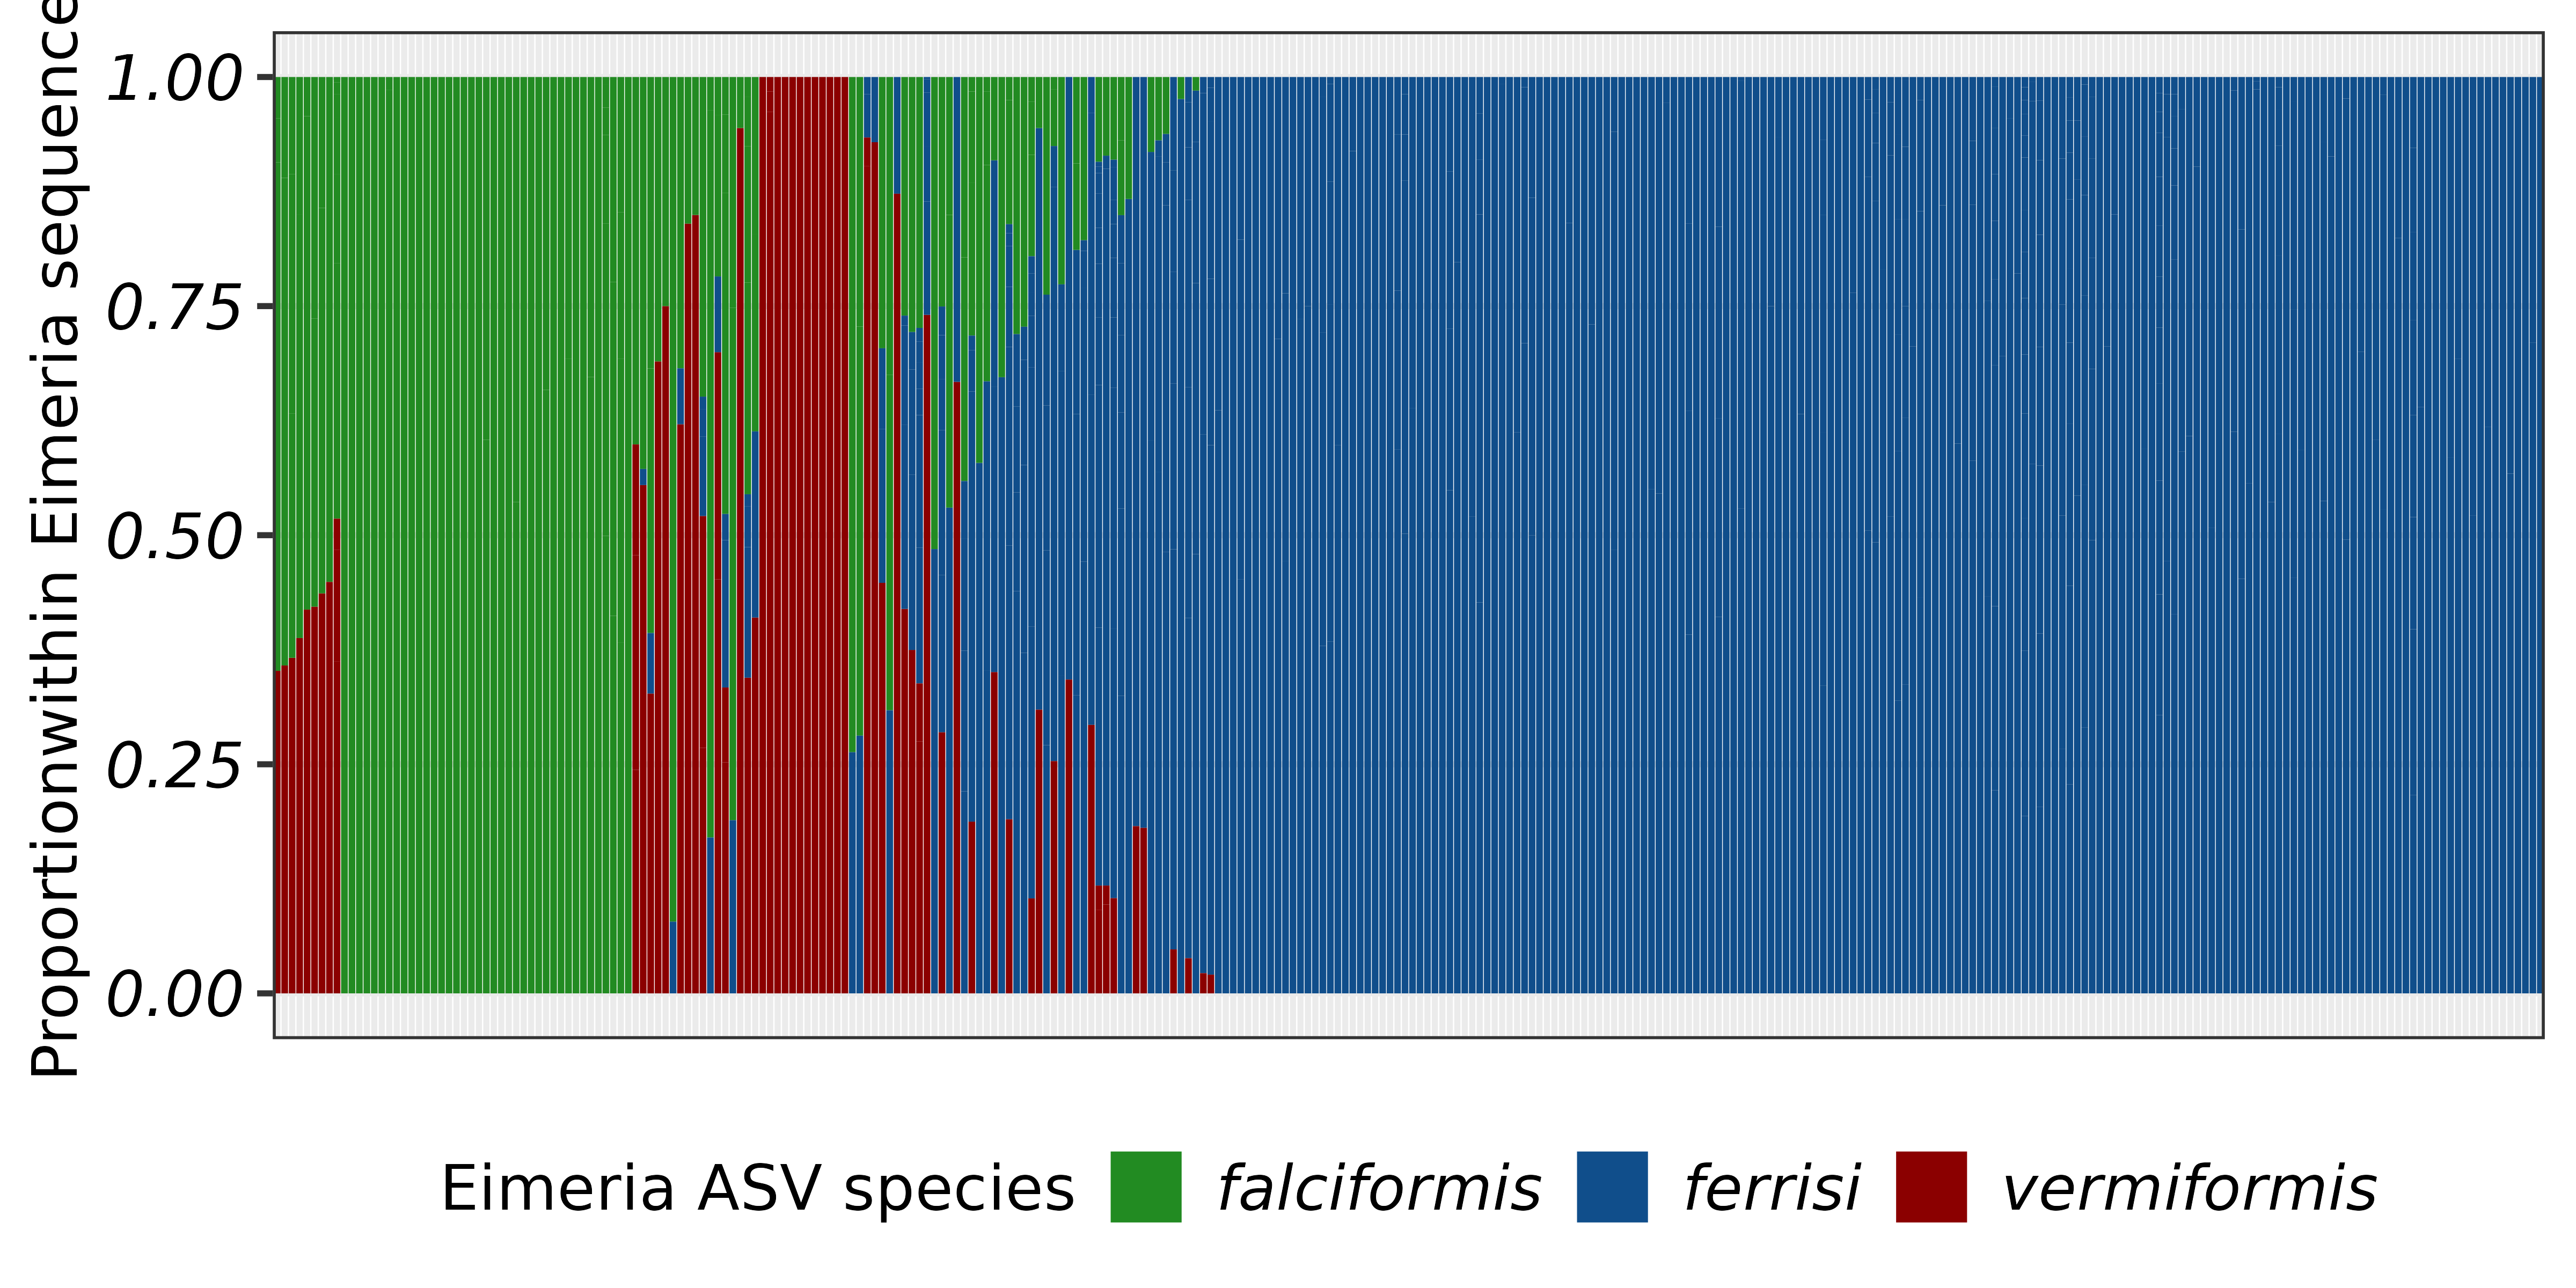 Proportionwithin Eimeria sequence
1.00
0.75
0.50
0.25
0.00
Eimeria ASV species falciformis ferrisi vermiformis